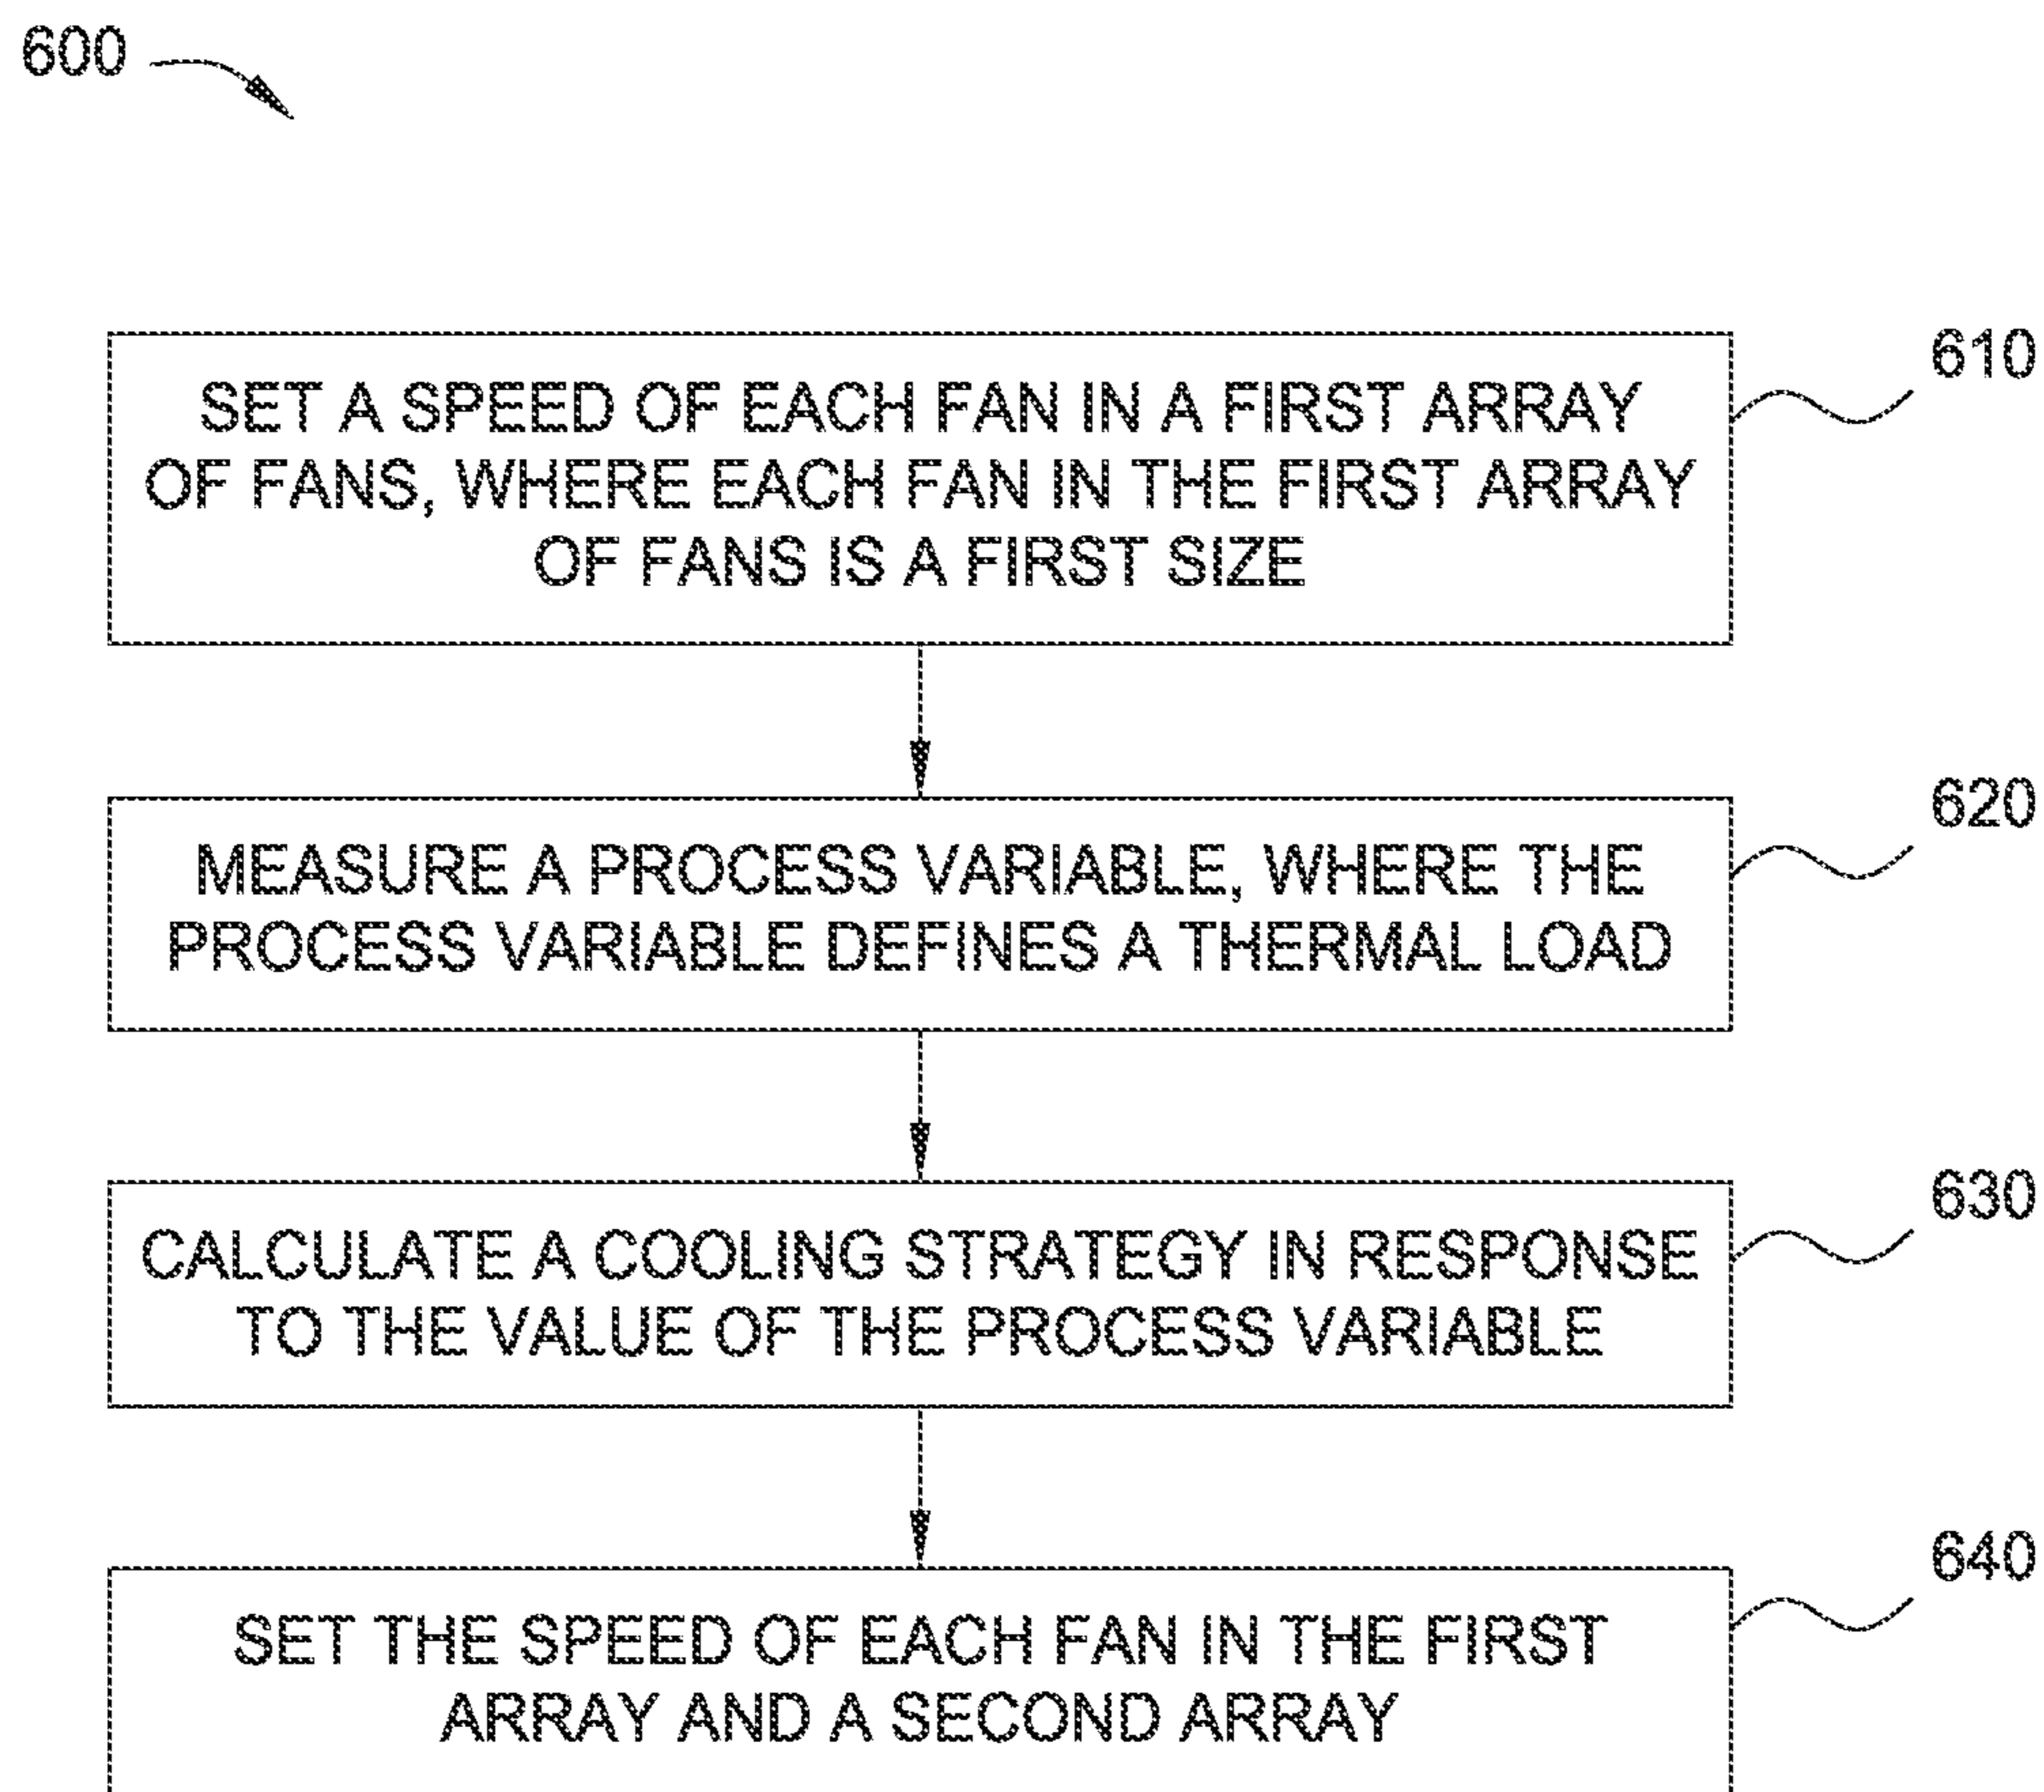 600
610
SET A SPEED OF EACH FAN IN A FIRST ARRAY
OF FANS, WHERE EACH FAN IN THE FIRST ARRAY
OF FANS IS A FIRST SIZE
620
MEASURE A PROCESS VARIABLE, WHERE THE
PROCESS VARIABLE DEFINES A THERMAL LOAD
630
CALCULATE A COOLING STRATEGY IN RESPONSE
TO THE VALUE OF THE PROCESS VARIABLE
640
SET THE SPEED OF EACH FAN IN THE FIRST
ARRAY AND A SECOND ARRAY